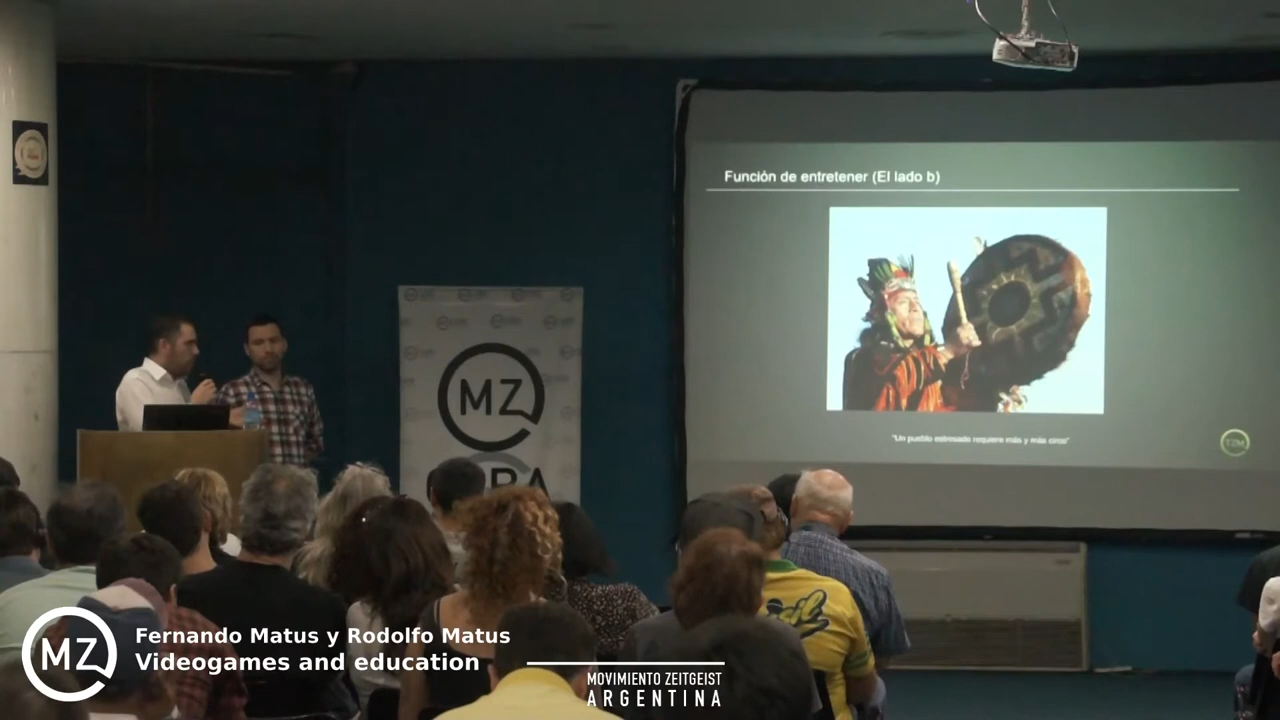 Función de entretener (El lado b)
"Un pueblo estresado requiere más y más circo"
TZM
MZ
MZ
Fernando Matus y Rodolfo Matus
Videogames and education
MOVIMIENTO ZEITGEIST
ARGENTINA